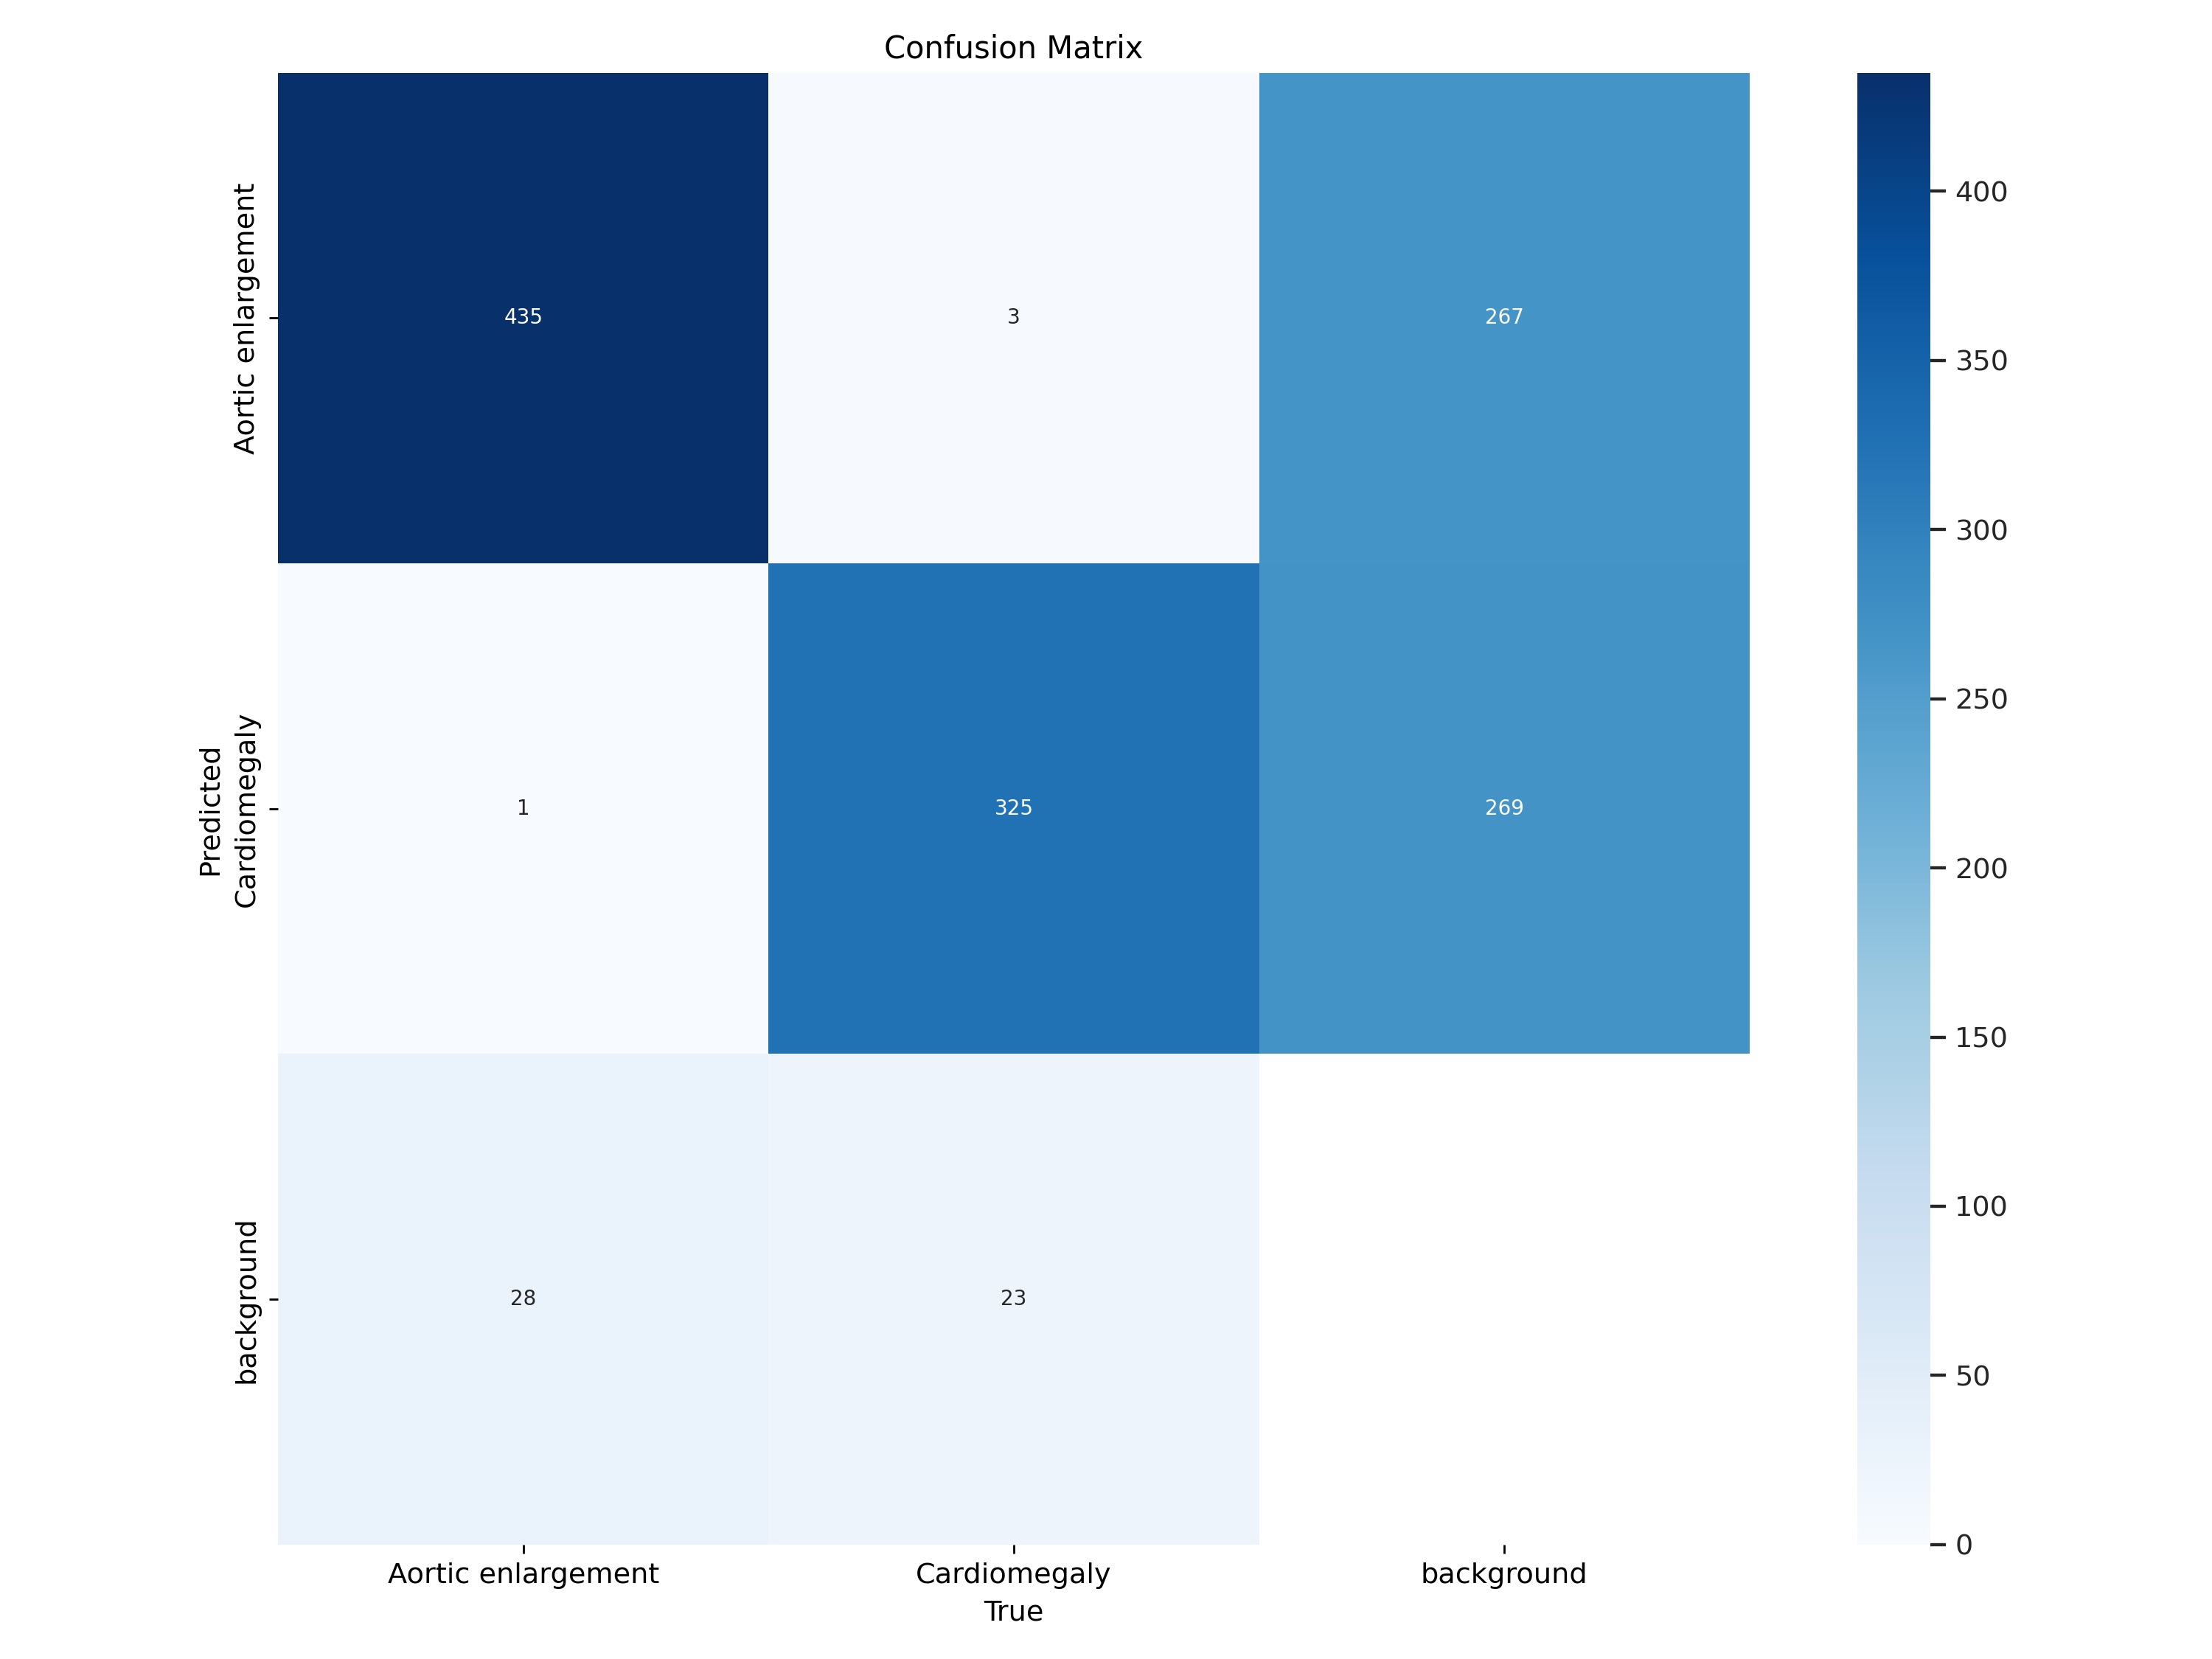 Confusion Matrix
Aortic enlargement
435
3
267
Predicted
Cardiomegaly
1
325
269
background
28
23
Aortic enlargement
Cardiomegaly
background
True
400
350
300
250
200
150
100
50
0